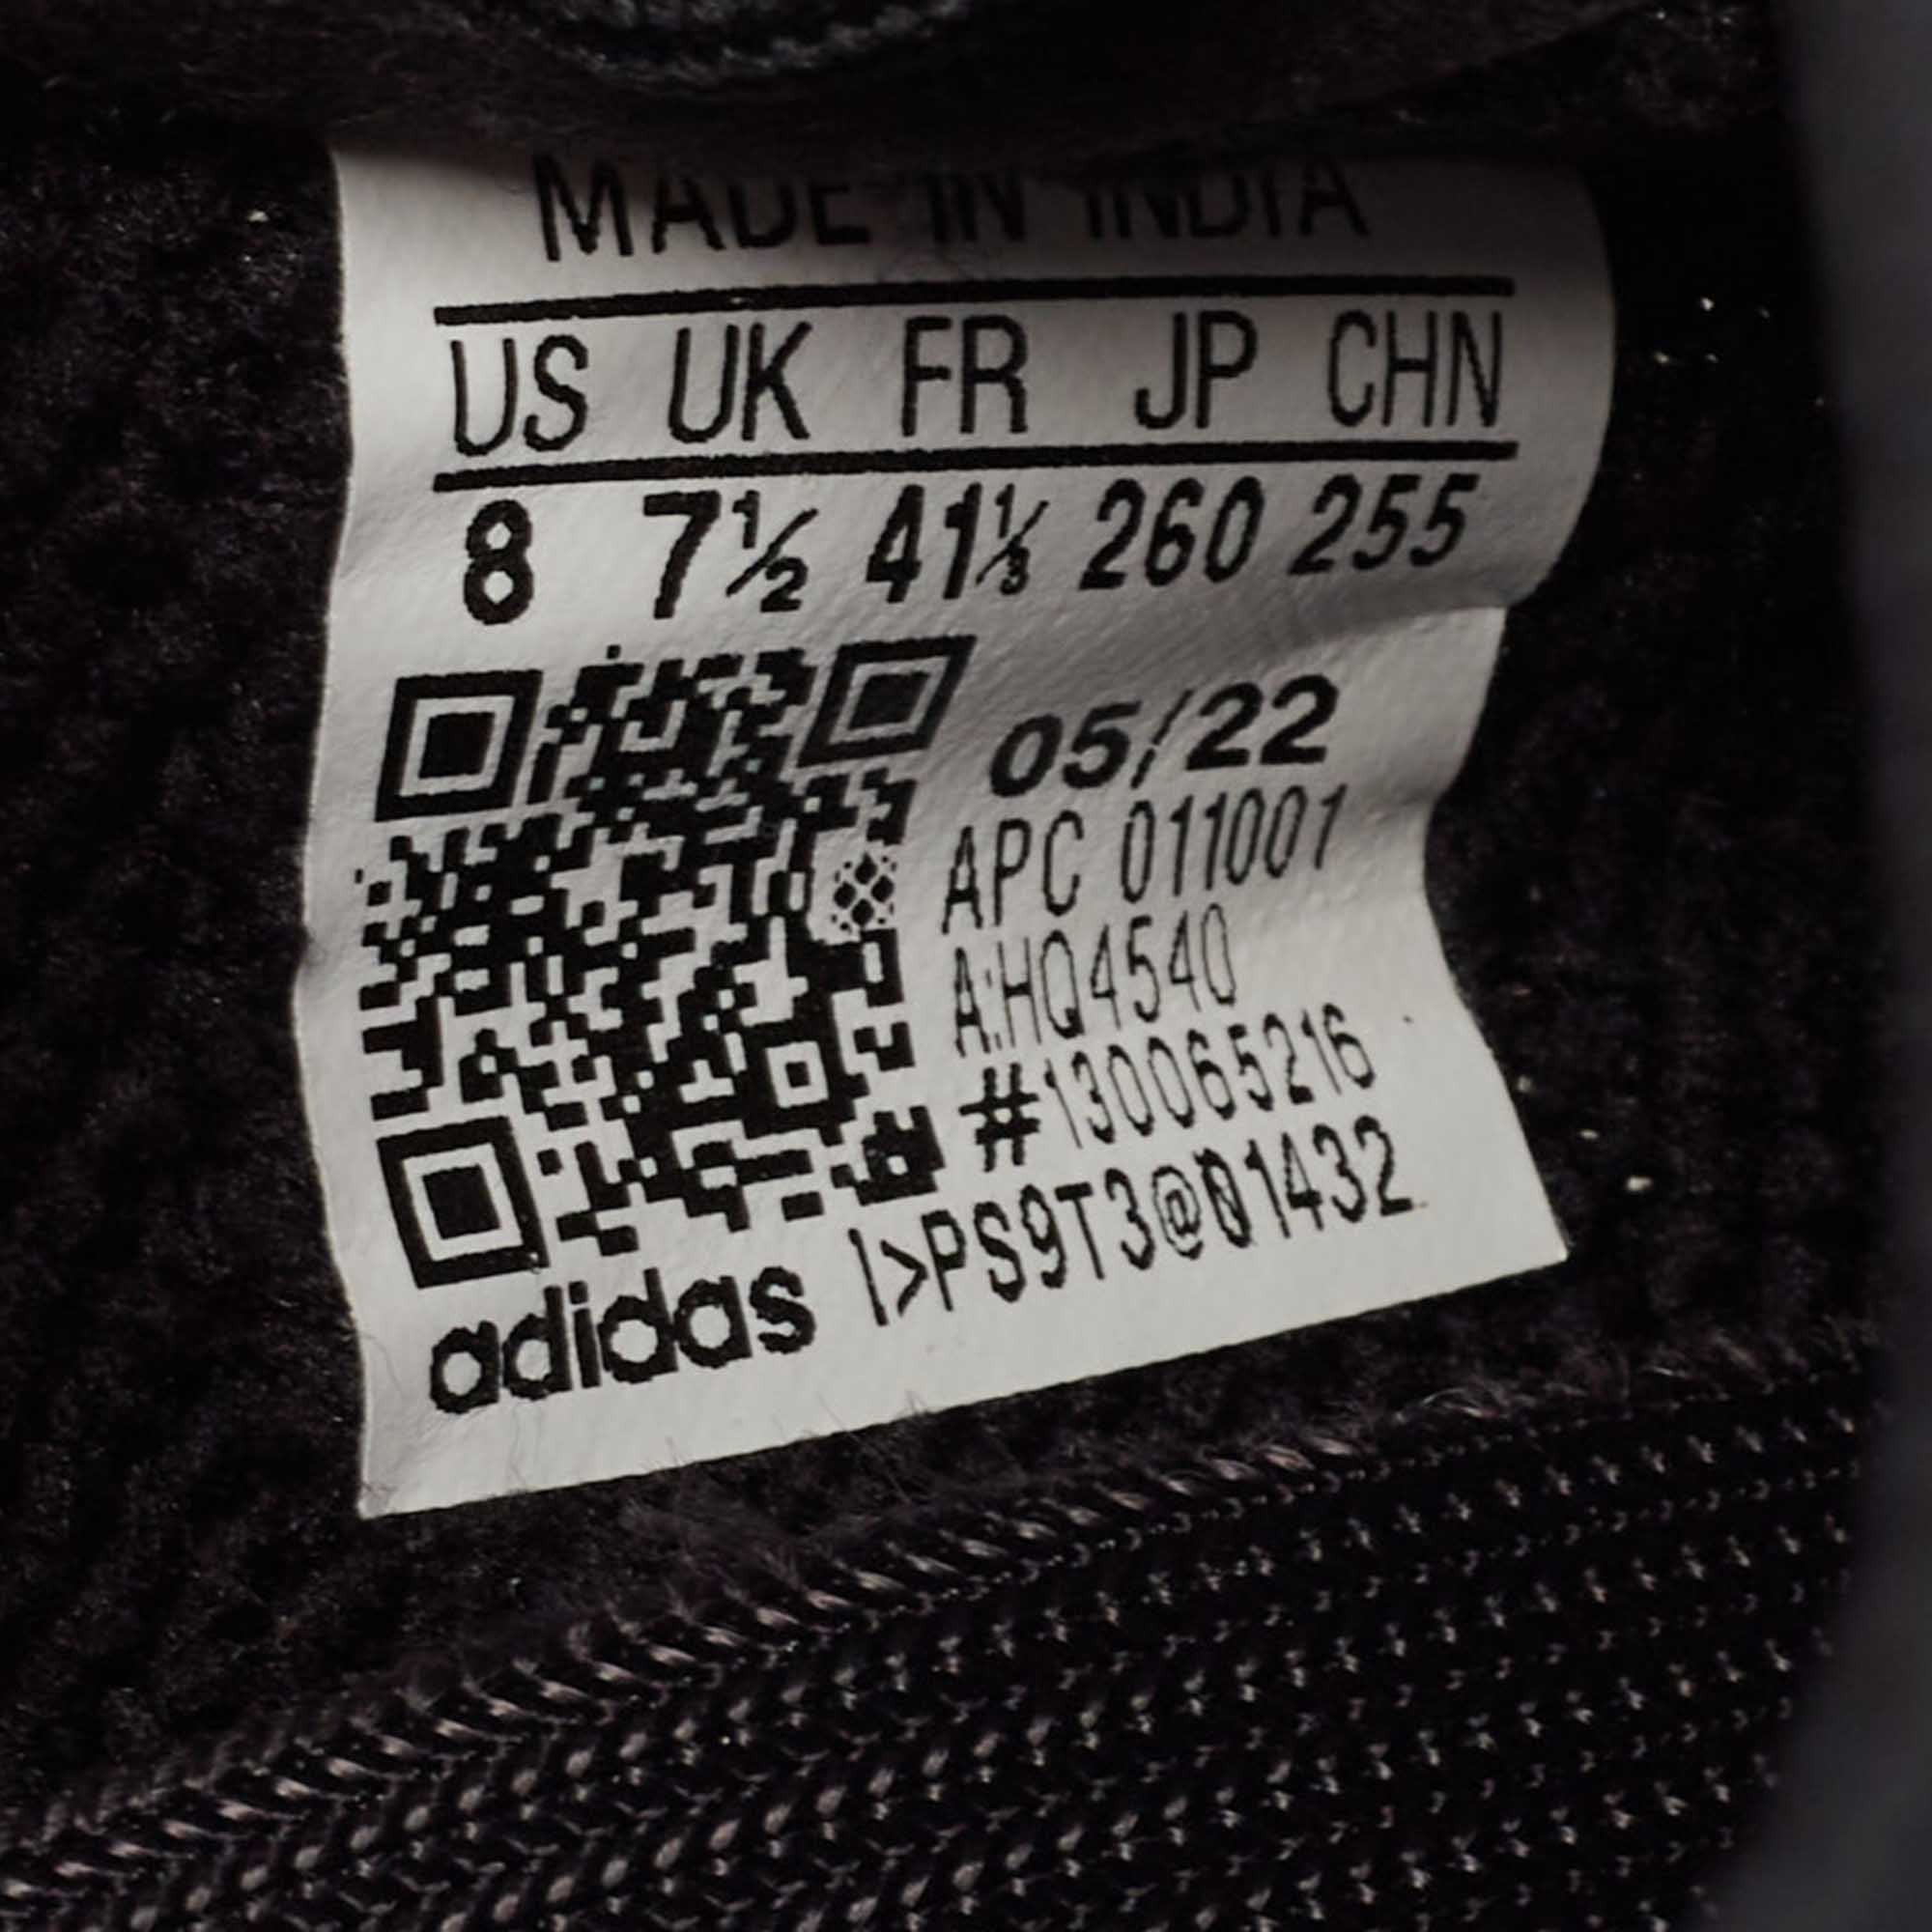 MADE IN INDIA
US UK FR JP CHN
8 7½ 41⅓ 260 255
05/22
APC 011001
A:HQ4540
#130065216
adidas I>PS9T3@01432